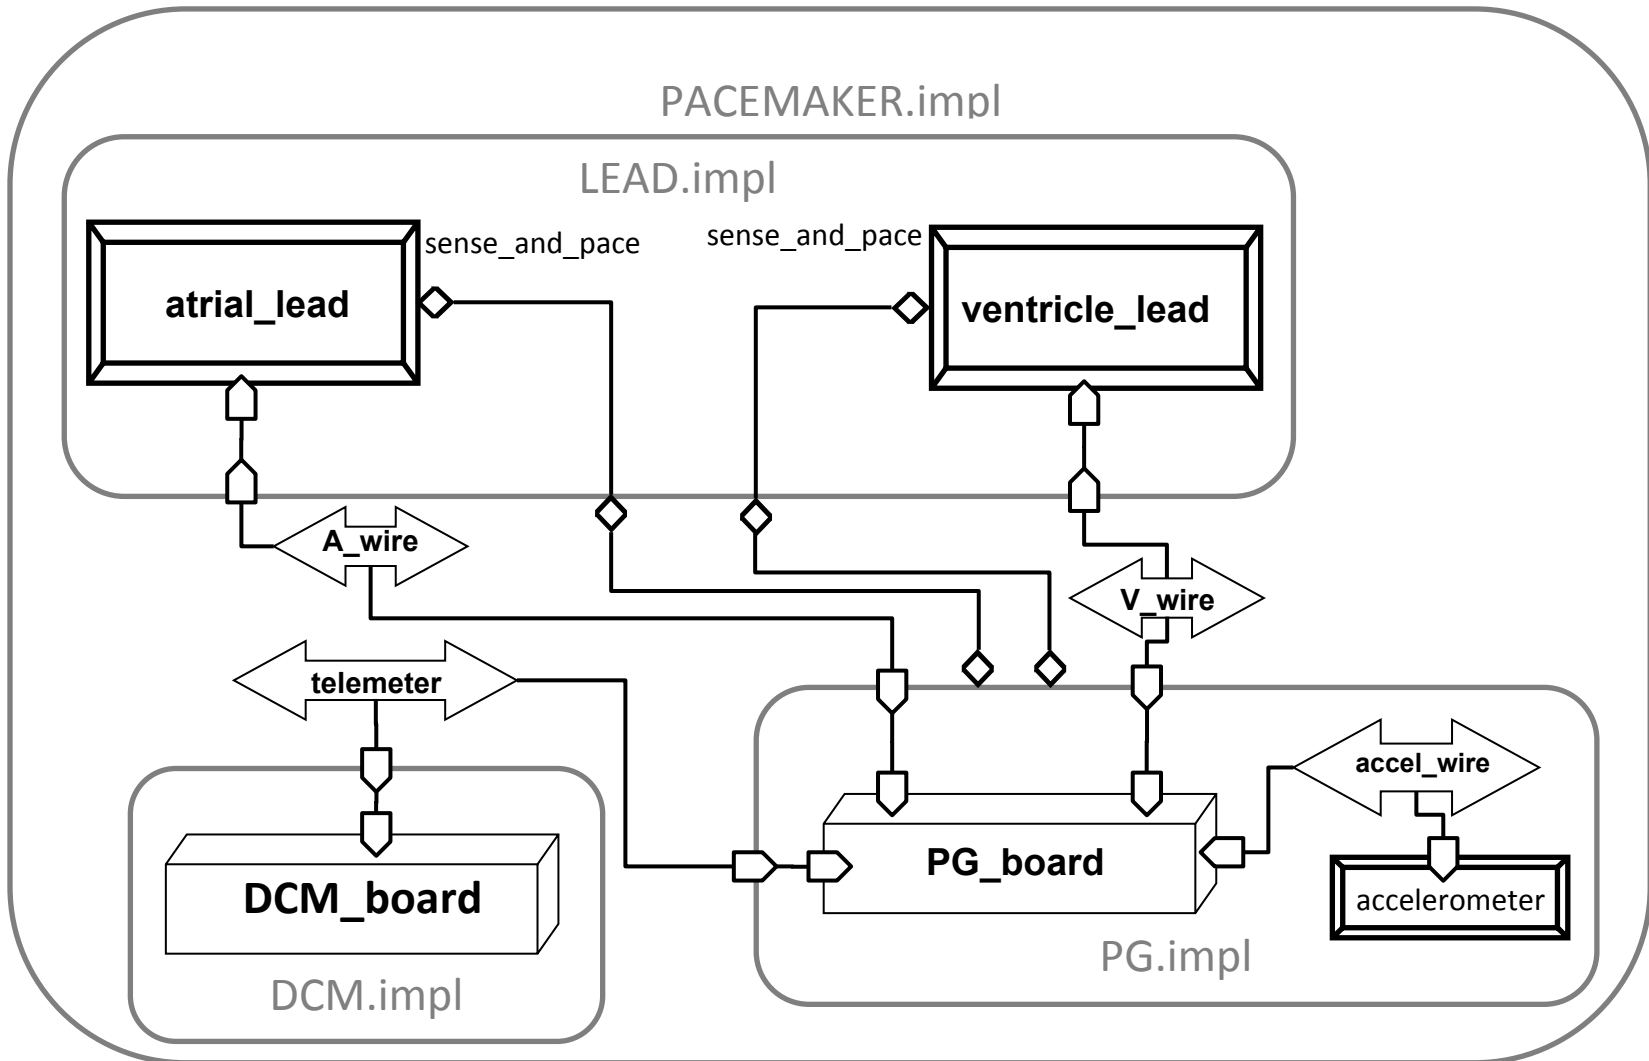 PACEMAKER.impl
LEAD.impl
sense_and_pace
sense_and_pace
atrial_lead
ventricle_lead
A_wire
V_wire
telemeter
accel_wire
PG_board
DCM_board
accelerometer
PG.impl
DCM.impl